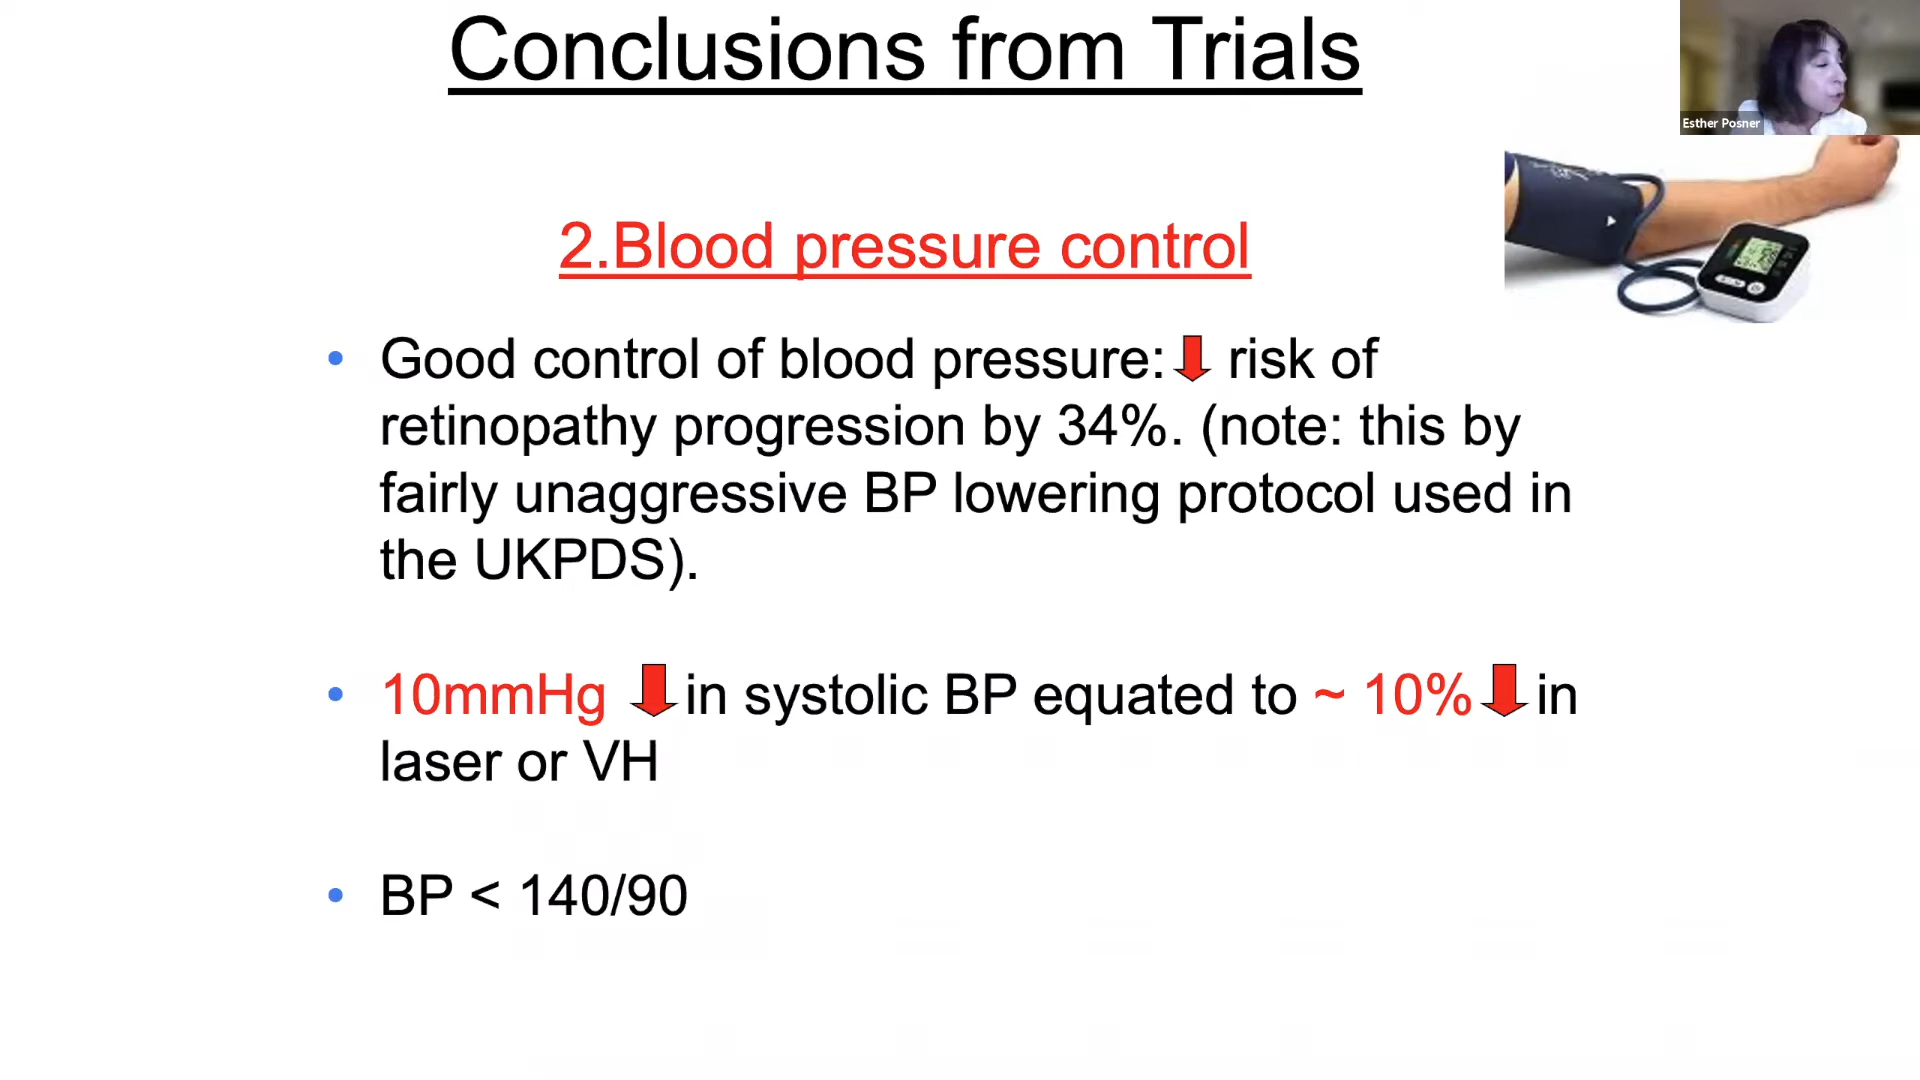 Conclusions from Trials
Esther Posner
2.Blood pressure control
• Good control of blood pressure: risk of
retinopathy progression by 34%. (note: this by
fairly unaggressive BP lowering protocol used in
the UKPDS).
• 10mmHg in systolic BP equated to ~ 10% in
laser or VH
• BP < 140/90